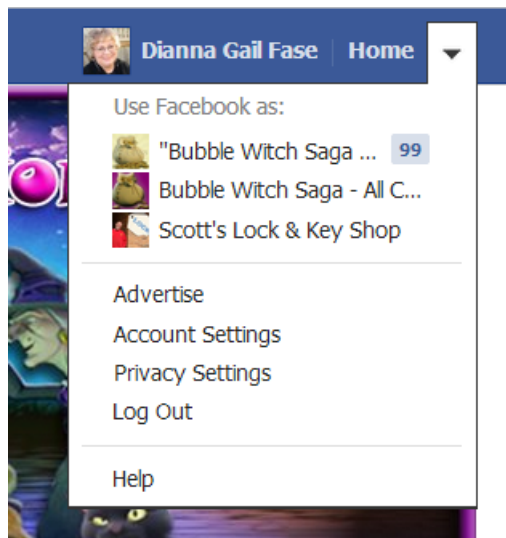 Dianna Gail Fase
Home
Use Facebook as:
"Bubble Witch Saga ... 99
Bubble Witch Saga - All C...
Scott's Lock & Key Shop
Advertise
Account Settings
Privacy Settings
Log Out
Help